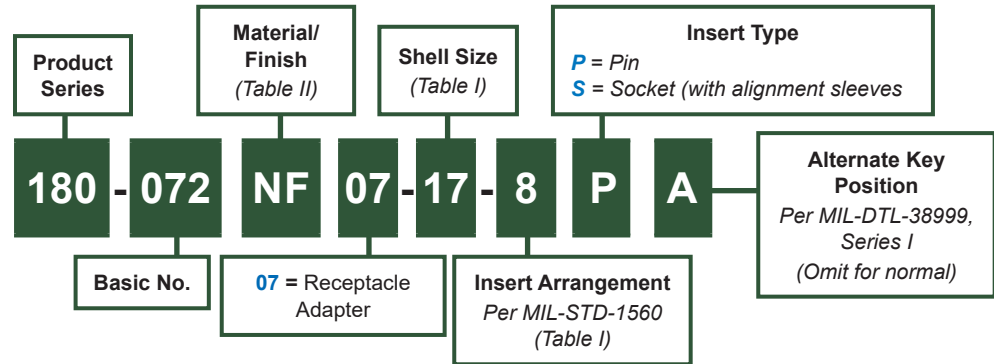 Product
Series
Material/
Finish
(Table II)
Shell Size
(Table I)
Insert Type
P = Pin
S = Socket (with alignment sleeves
180-072 NF 07-17-8 P A
Basic No.
07 = Receptacle
Adapter
Insert Arrangement
Per MIL-STD-1560
(Table I)
Alternate Key
Position
Per MIL-DTL-38999,
Series I
(Omit for normal)